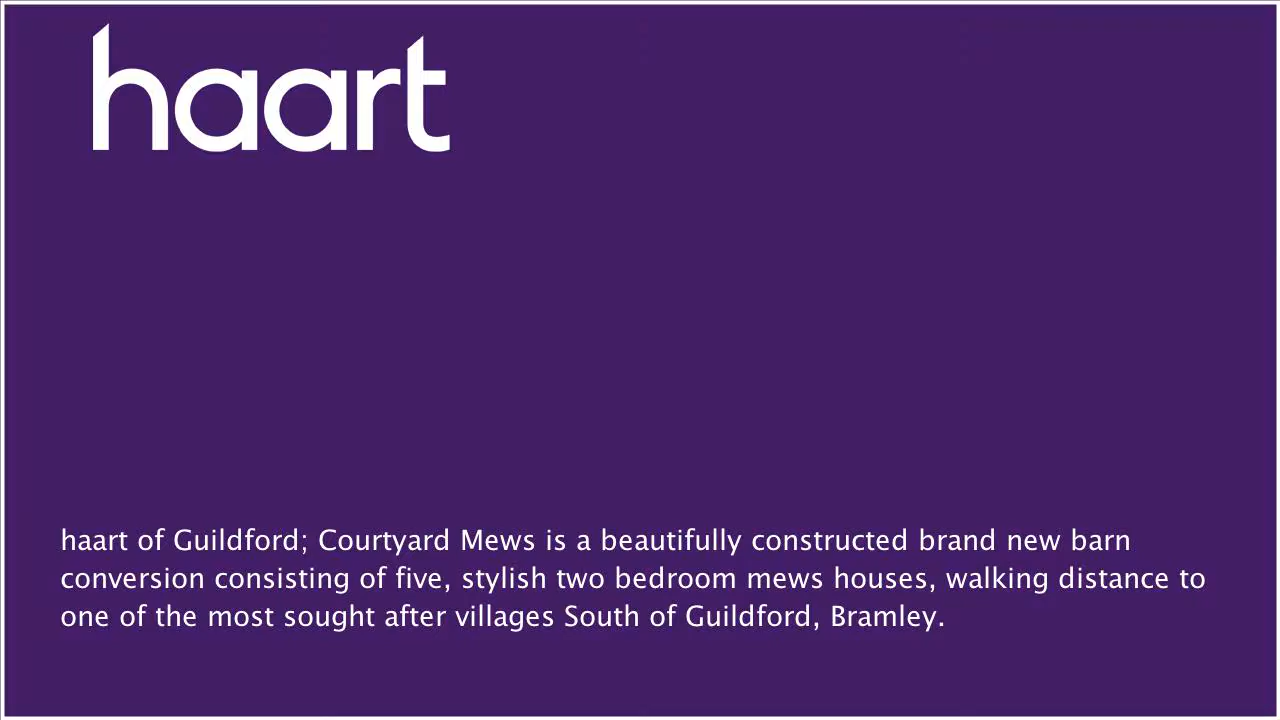 haart
haart of Guildford; Courtyard Mews is a beautifully constructed brand new barn
conversion consisting of five, stylish two bedroom mews houses, walking distance to
one of the most sought after villages South of Guildford, Bramley.